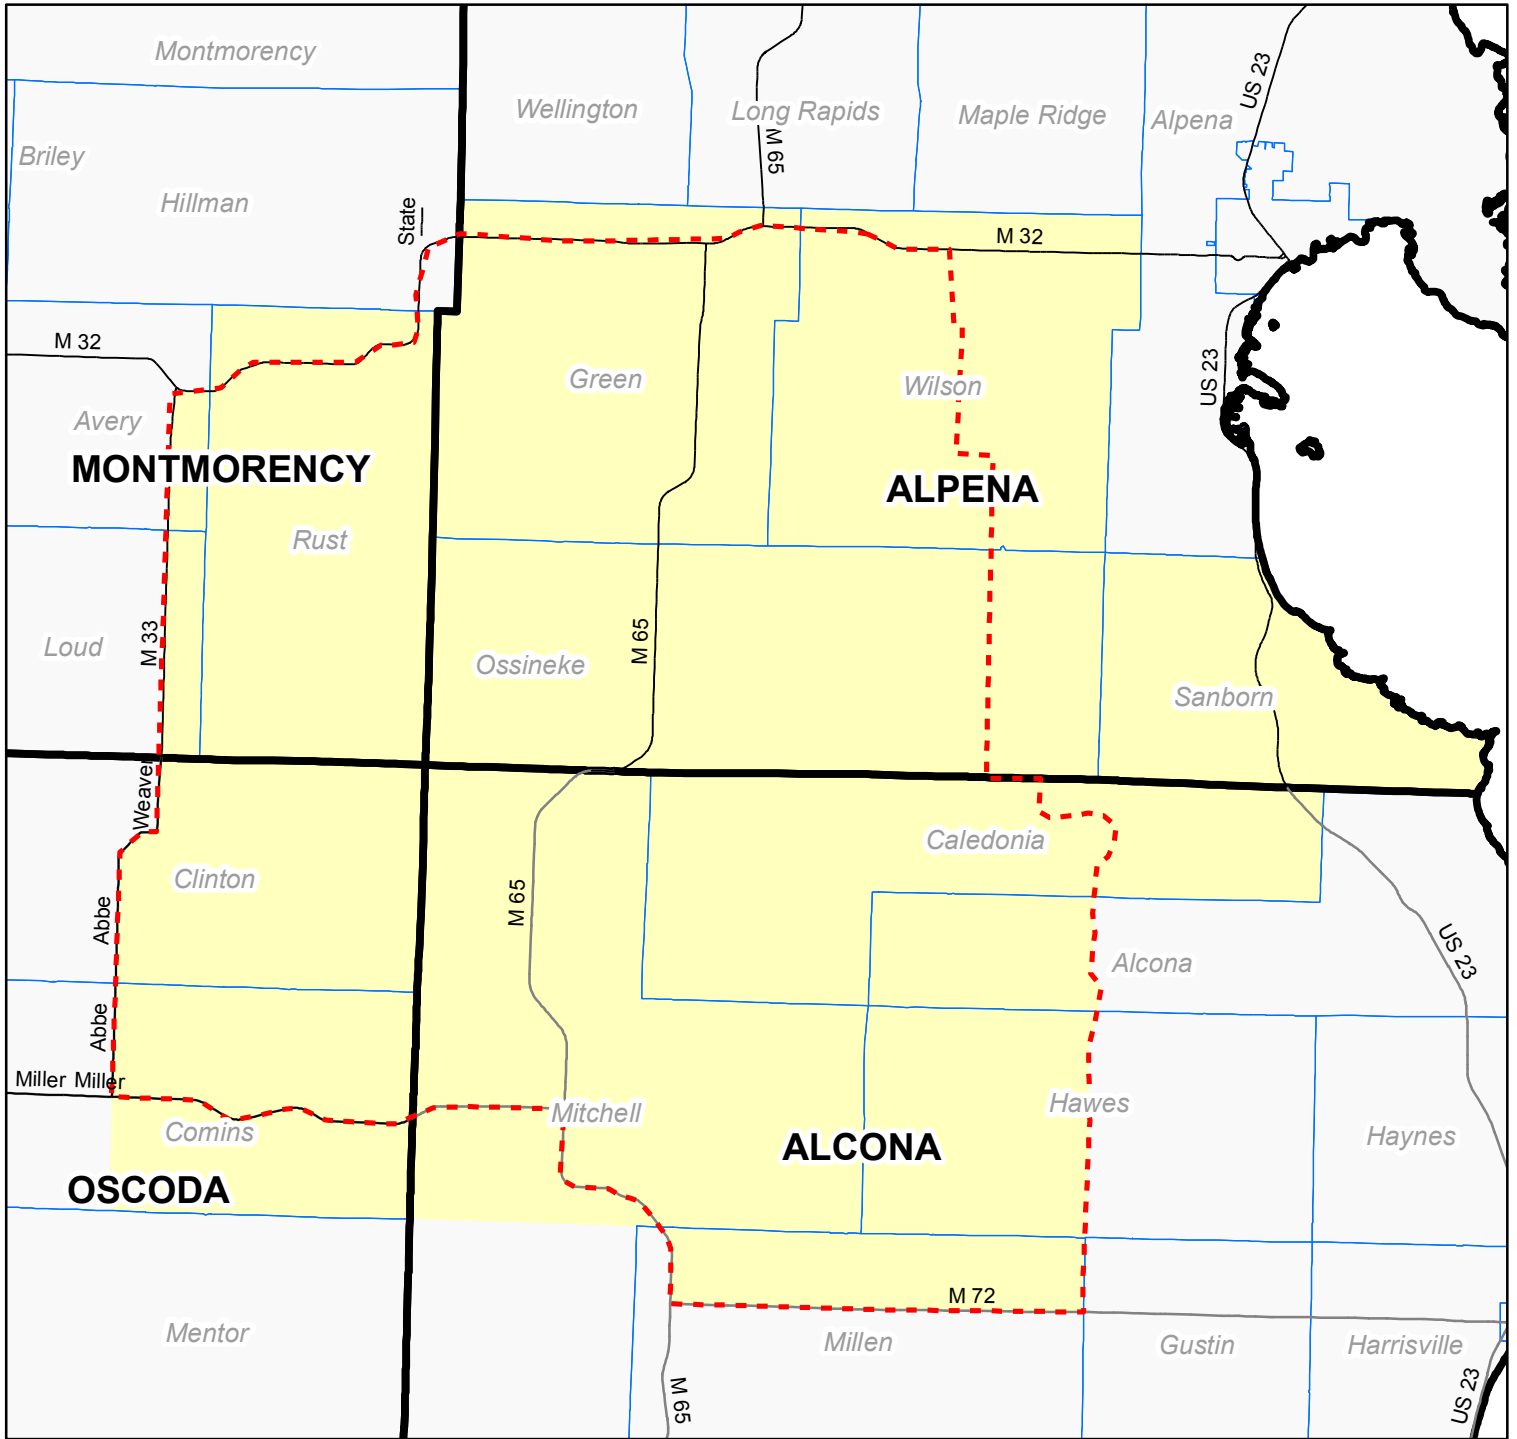 Montmorency
Wellington
Long Rapids
Maple Ridge
Alpena
US 23
Briley
Hillman
M 65
State
M 32
M 32
US 23
Green
Wilson
Avery
MONTMORENCY
ALPENA
Rust
M 33
M 65
Loud
Ossineke
Sanborn
Weaver
Caledonia
Clinton
M 65
Abbe
Alcona
US 23
Abbe
Miller Miller
Mitchell
Hawes
Comins
ALCONA
Haynes
OSCODA
M 72
Mentor
Millen
Gustin
Harrisville
M 65
US 23